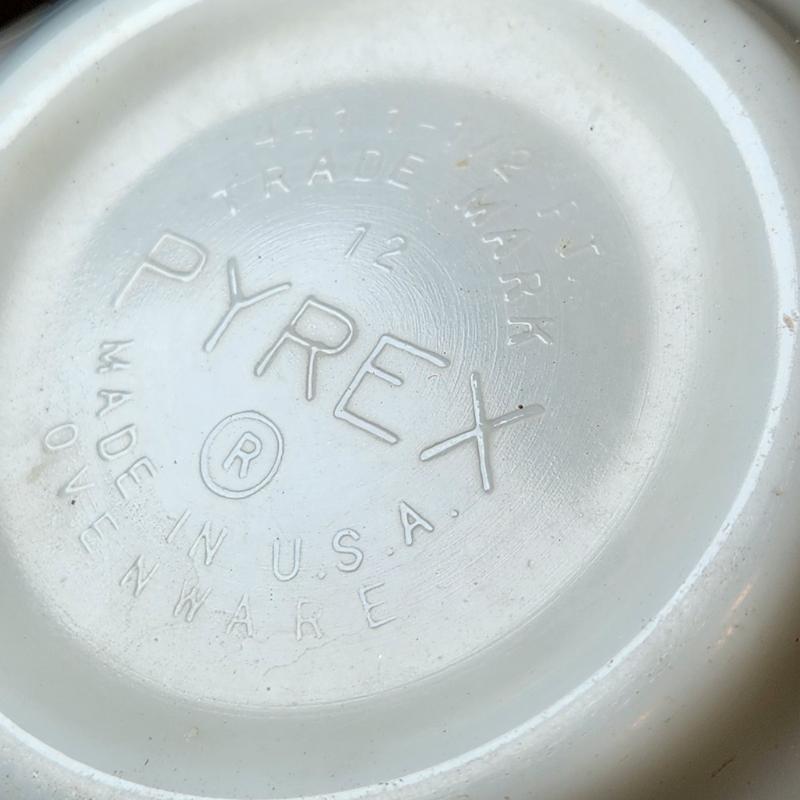 441 1-1/2 PT.
TRADE MARK
12
PYREX
®
MADE IN U.S.A.
OVENWARE